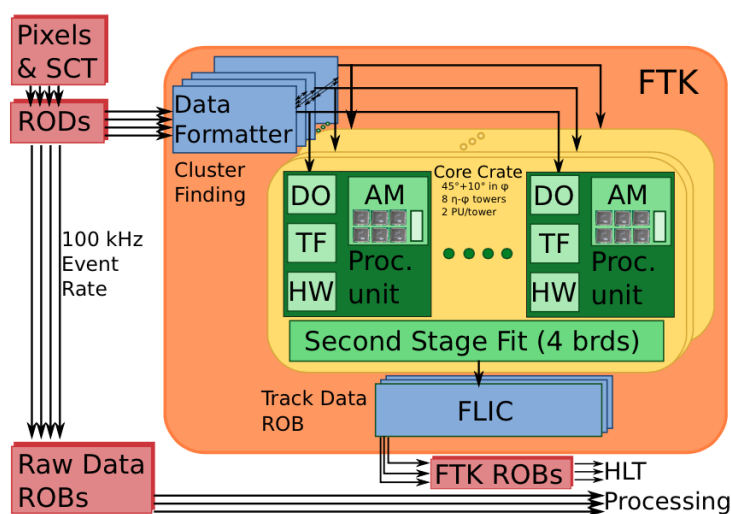 Pixels
& SCT
RODs
FTK
Data
Formatter
Cluster
Finding
Core Crate
45°+10° in φ
8 η-φ towers
2 PU/tower
DO
TF
HW
AM
Proc.
unit
DO
TF
HW
AM
Proc.
unit
100 kHz
Event
Rate
Second Stage Fit (4 brds)
Track Data
ROB
FLIC
Raw Data
ROBs
FTK ROBs
HLT
Processing